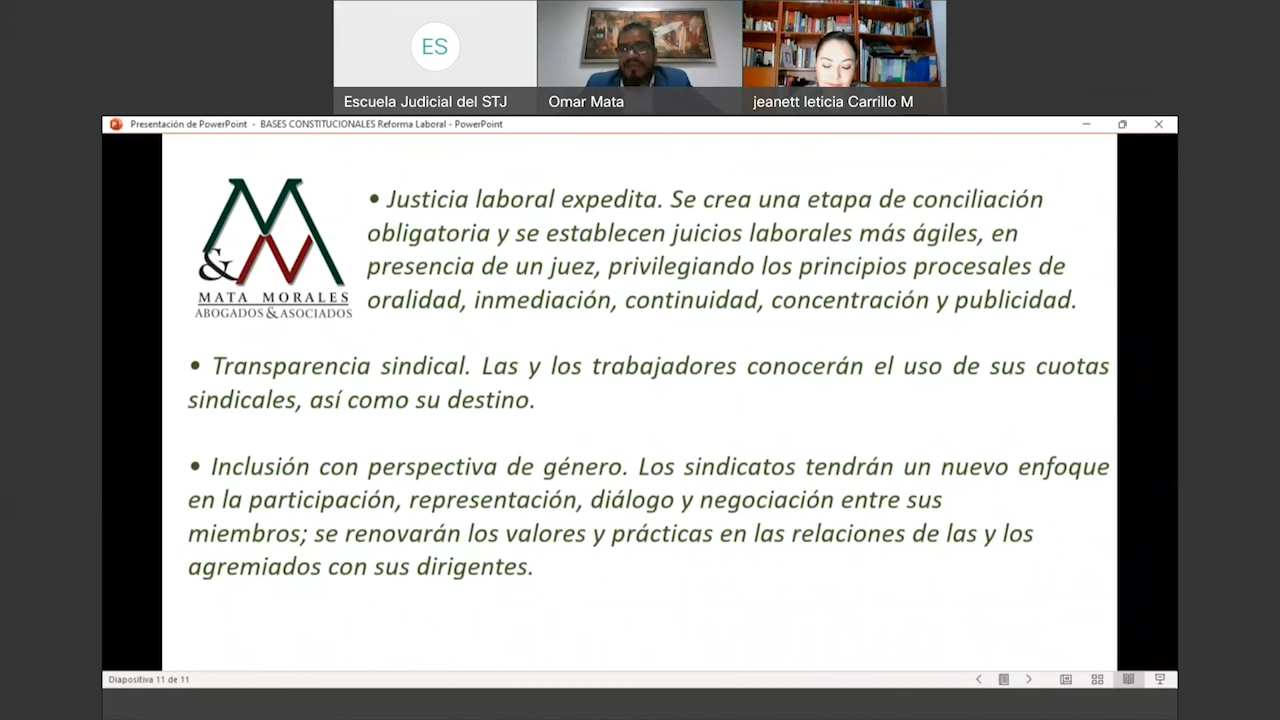 ES
Escuela Judicial del STJ
Omar Mata
jeanett leticia Carrillo M
Presentación de PowerPoint - BASES CONSTITUCIONALES Reforma Laboral - PowerPoint
M
&M
MATA MORALES
ABOGADOS & ASOCIADOS
• Justicia laboral expedita. Se crea una etapa de conciliación
obligatoria y se establecen juicios laborales más ágiles, en
presencia de un juez, privilegiando los principios procesales de
oralidad, inmediación, continuidad, concentración y publicidad.
• Transparencia sindical. Las y los trabajadores conocerán el uso de sus cuotas
sindicales, así como su destino.
• Inclusión con perspectiva de género. Los sindicatos tendrán un nuevo enfoque
en la participación, representación, diálogo y negociación entre sus
miembros; se renovarán los valores y prácticas en las relaciones de las y los
agremiados con sus dirigentes.
Diapositiva 11 de 11